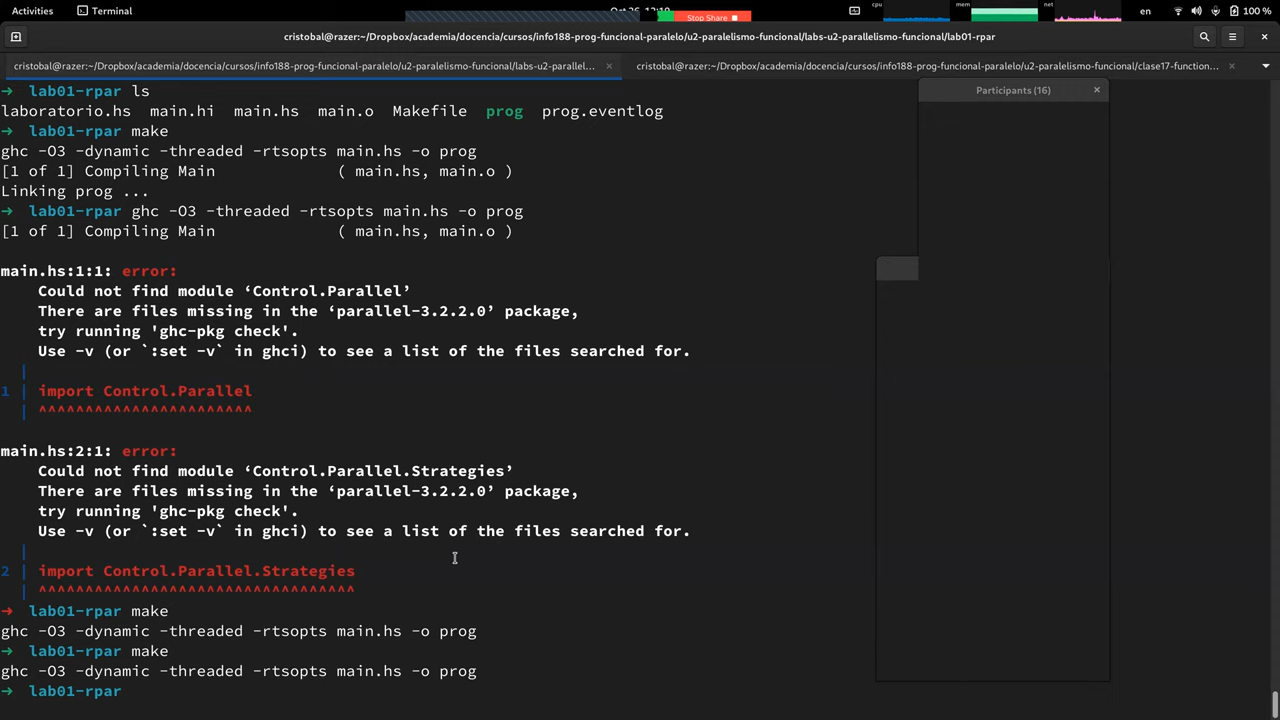 Activities
Terminal
Stop Share
cpu
mem
net
en
100 %
cristobal@razer:~/Dropbox/academia/docencia/cursos/info188-prog-funcional-paralelo/u2-paralelismo-funcional/labs-u2-parallelismo-funcional/lab01-rpar
cristobal@razer:~/Dropbox/academia/docencia/cursos/info188-prog-funcional-paralelo/u2-paralelismo-funcional/labs-u2-parallel...
cristobal@razer:~/Dropbox/academia/docencia/cursos/info188-prog-funcional-paralelo/u2-paralelismo-funcional/clase17-function...
Participants (16)
→ lab01-rpar ls
laboratorio.hs main.hi main.hs main.o Makefile prog prog.eventlog
→ lab01-rpar make
ghc -O3 -dynamic -threaded -rtsopts main.hs -o prog
[1 of 1] Compiling Main ( main.hs, main.o )
Linking prog ...
→ lab01-rpar ghc -O3 -threaded -rtsopts main.hs -o prog
[1 of 1] Compiling Main ( main.hs, main.o )
main.hs:1:1: error:
Could not find module ‘Control.Parallel’
There are files missing in the ‘parallel-3.2.2.0’ package,
try running 'ghc-pkg check'.
Use -v (or `:set -v` in ghci) to see a list of the files searched for.
|
1 | import Control.Parallel
| ^^^^^^^^^^^^^^^^^^^^^^^
main.hs:2:1: error:
Could not find module ‘Control.Parallel.Strategies’
There are files missing in the ‘parallel-3.2.2.0’ package,
try running 'ghc-pkg check'.
Use -v (or `:set -v` in ghci) to see a list of the files searched for.
|
2 | import Control.Parallel.Strategies
| ^^^^^^^^^^^^^^^^^^^^^^^^^^^^^^^^^^
→ lab01-rpar make
ghc -O3 -dynamic -threaded -rtsopts main.hs -o prog
→ lab01-rpar make
ghc -O3 -dynamic -threaded -rtsopts main.hs -o prog
→ lab01-rpar